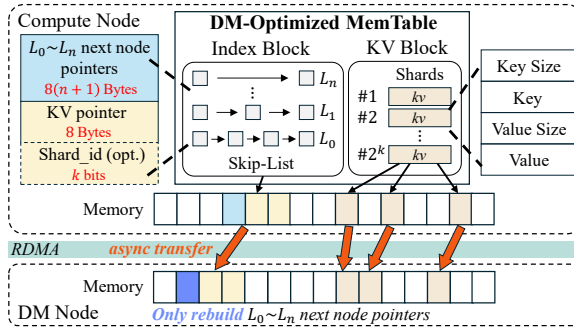 Compute Node
DM-Optimized MemTable
L₀~Lₙ next node
pointers
8(n + 1) Bytes
KV pointer
8 Bytes
Shard_id (opt.)
k bits
Index Block
Lₙ
⋮
L₁
L₀
Skip-List
KV Block
Shards
#1 kv
#2 kv
⋮
#2ᵏ kv
Key Size
Key
Value Size
Value
Memory
RDMA
async transfer
Memory
DM Node
Only rebuild L₀~Lₙ next node pointers